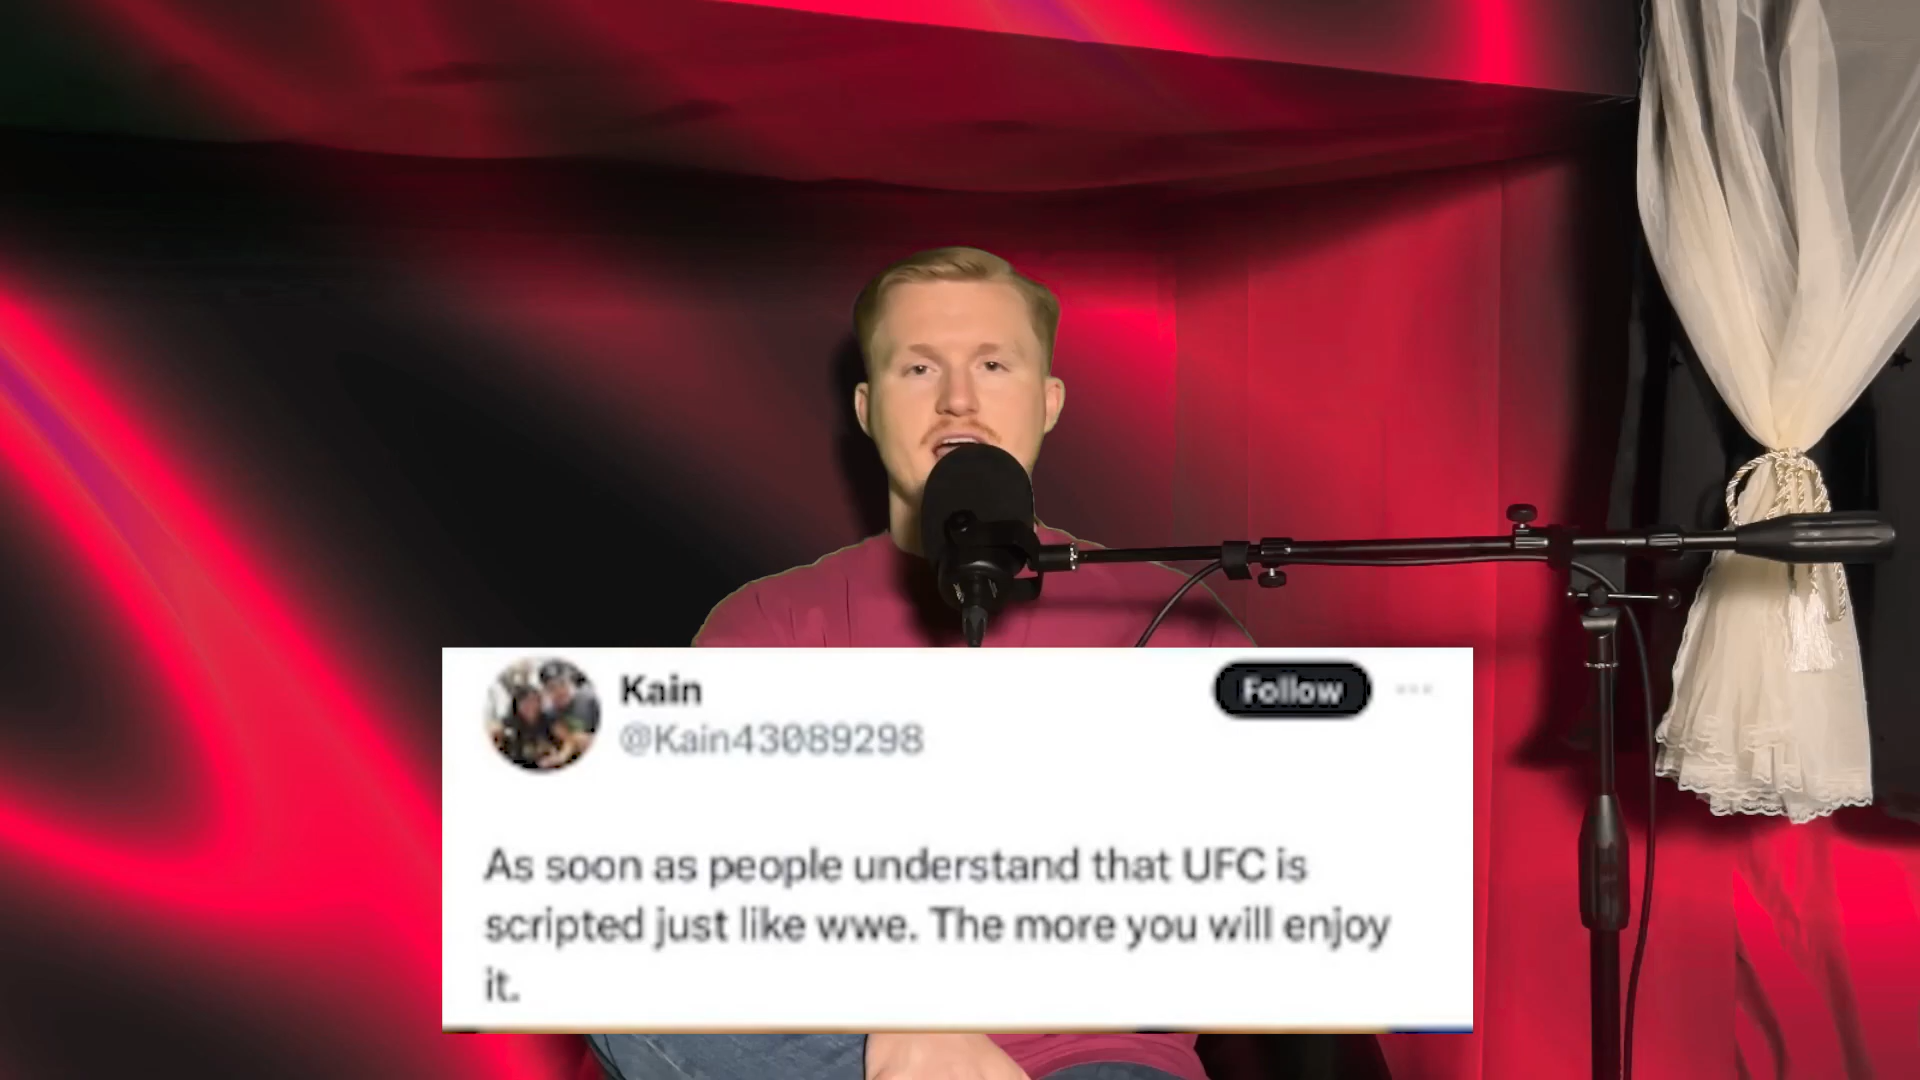 Kain
Follow
@Kain43089298
As soon as people understand that UFC is
scripted just like wwe. The more you will enjoy
it.